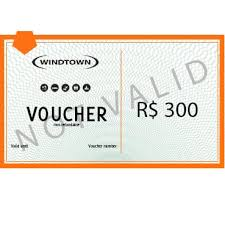 WINDTOWN
VOUCHER
R$ 300
NOT VALID
Valid until
Voucher number